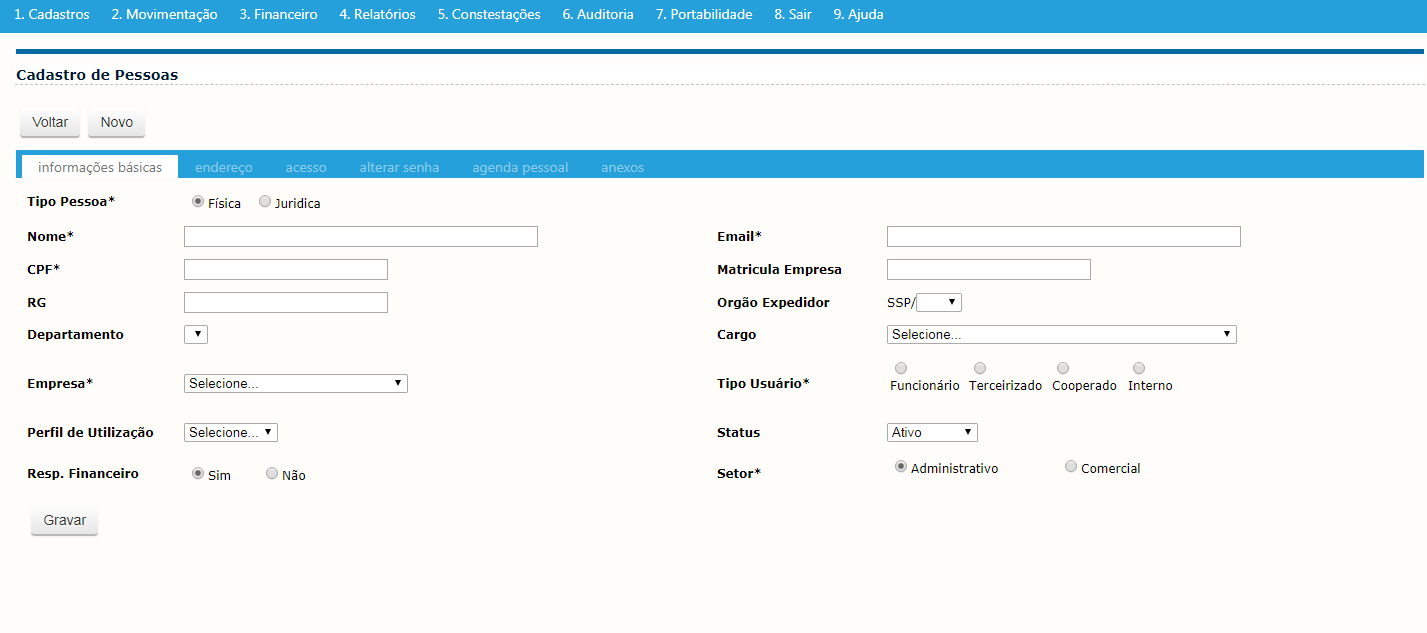 1. Cadastros 2. Movimentação 3. Financeiro 4. Relatórios 5. Constestações 6. Auditoria 7. Portabilidade 8. Sair 9. Ajuda
Cadastro de Pessoas
Voltar Novo
informações básicas endereço acesso alterar senha agenda pessoal anexos
Tipo Pessoa* Física Juridica
Nome* Email*
CPF* Matricula Empresa
RG Orgão Expedidor SSP/
Departamento Cargo Selecione...
Empresa* Selecione... Tipo Usuário* Funcionário Terceirizado Cooperado Interno
Perfil de Utilização Selecione... Status Ativo
Resp. Financeiro Sim Não Setor* Administrativo Comercial
Gravar